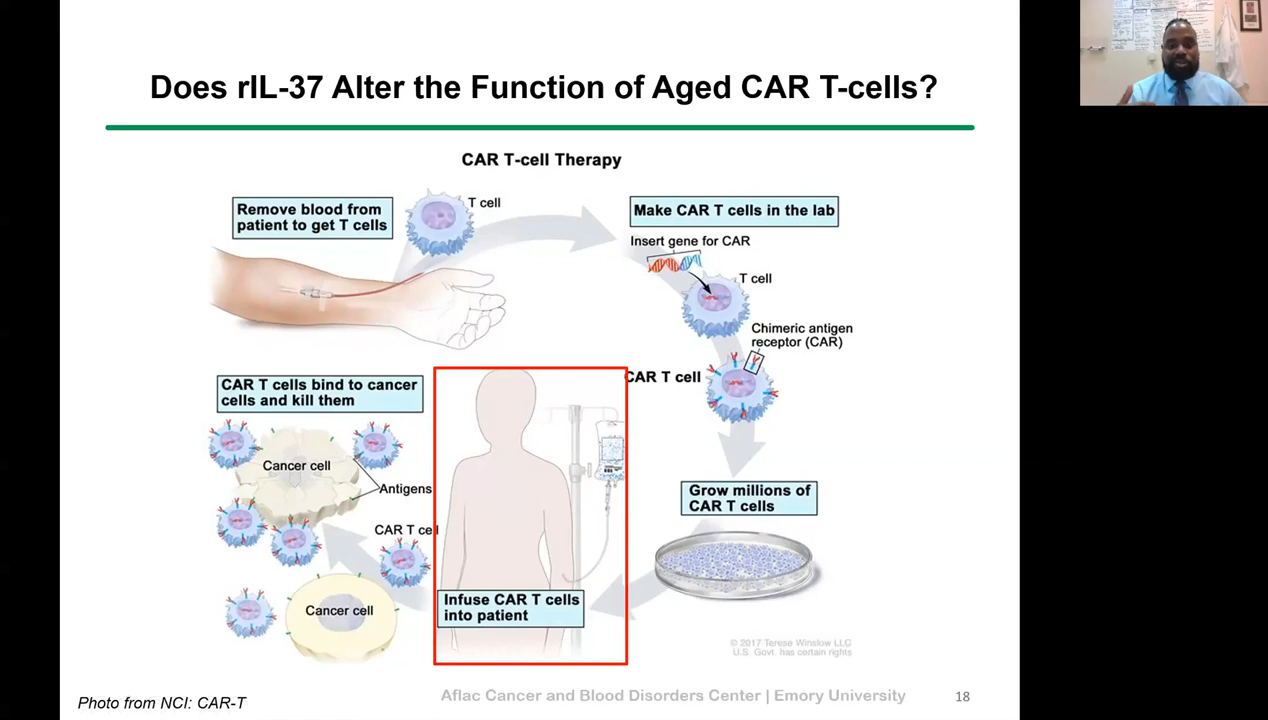 Does rIL-37 Alter the Function of Aged CAR T-cells?
CAR T-cell Therapy
Remove blood from
patient to get T cells
T cell
Make CAR T cells in the lab
Insert gene for CAR
T cell
Chimeric antigen
receptor (CAR)
CAR T cell
Grow millions of
CAR T cells
Infuse CAR T cells
into patient
CAR T cells bind to cancer
cells and kill them
Cancer cell
Antigens
CAR T cel
Cancer cell
© 2017 Terese Winslow LLC
U.S. Govt. has certain rights
Photo from NCI: CAR-T
Aflac Cancer and Blood Disorders Center | Emory University
18